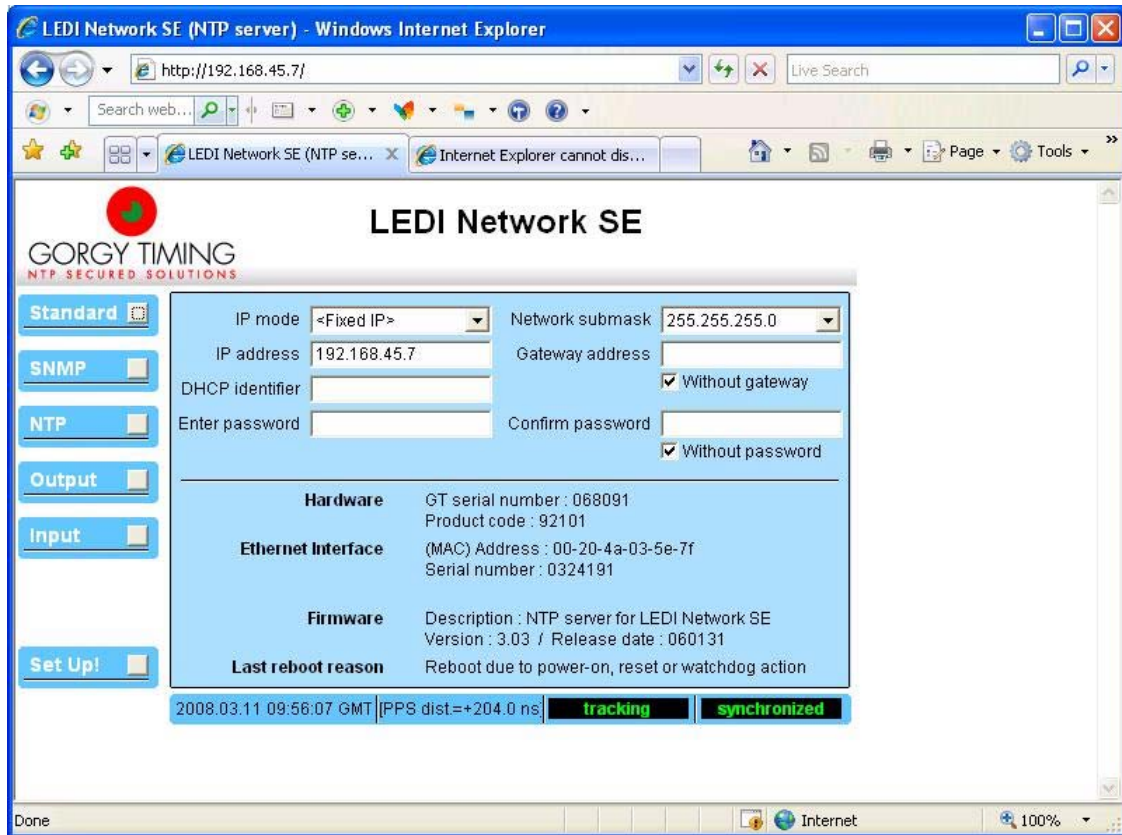 LEDI Network SE (NTP server) - Windows Internet Explorer
http://192.168.45.7/
Live Search
Search web...
LEDI Network SE (NTP se...
Internet Explorer cannot dis...
Page
Tools
LEDI Network SE
GORGY TIMING
NTP SECURED SOLUTIONS
Standard
SNMP
NTP
Output
Input
Set Up!
IP mode <Fixed IP> Network submask 255.255.255.0
IP address 192.168.45.7 Gateway address
DHCP identifier Without gateway
Enter password Confirm password
Without password
Hardware GT serial number : 068091
Product code : 92101
Ethernet Interface (MAC) Address : 00-20-4a-03-5e-7f
Serial number : 0324191
Firmware Description : NTP server for LEDI Network SE
Version : 3.03 / Release date : 060131
Last reboot reason Reboot due to power-on, reset or watchdog action
2008.03.11 09:56:07 GMT [PPS dist.=+204.0 ns] tracking synchronized
Done Internet 100%